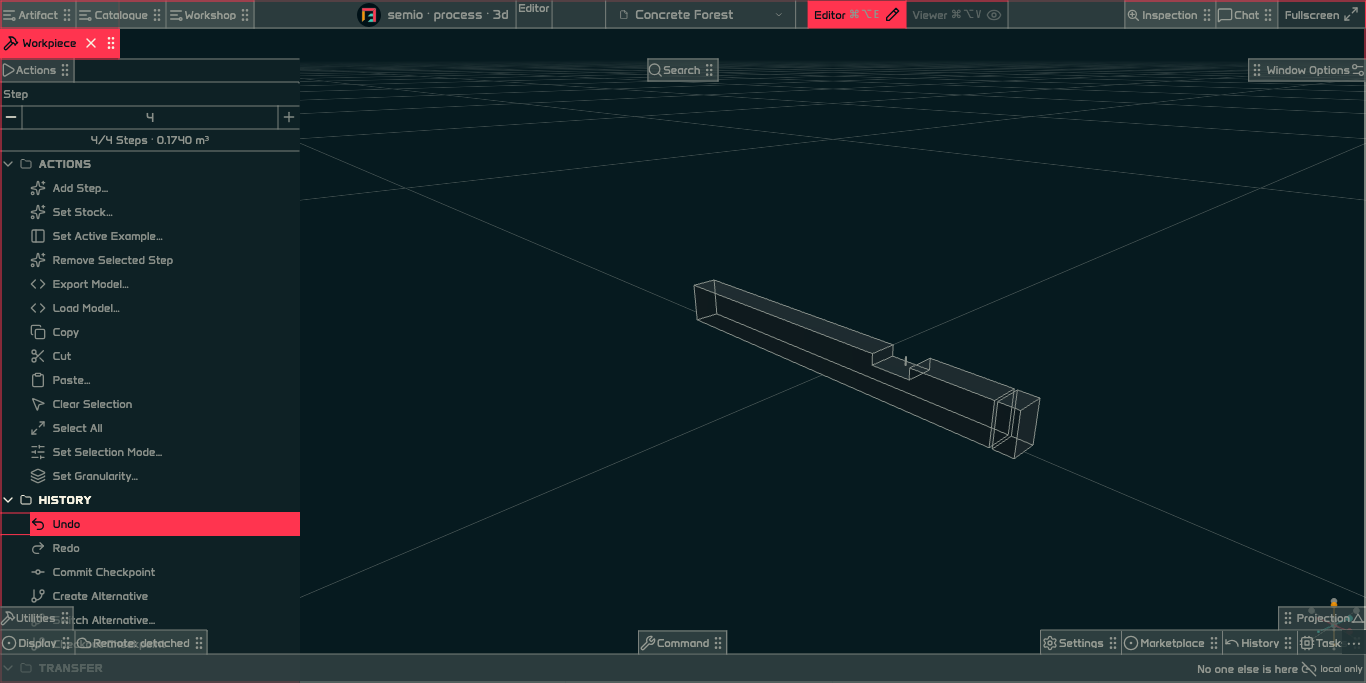 Artifact
Catalogue
Workshop
semio · process · 3d
Editor
Concrete Forest
Editor ⌘⌥E
Viewer ⌘⌥V
Inspection
Chat
Fullscreen
Workpiece
Actions
Search
Window Options
Step
4
4/4 Steps · 0.1740 m³
ACTIONS
Add Step...
Set Stock...
Set Active Example...
Remove Selected Step
Export Model...
Load Model...
Copy
Cut
Paste...
Clear Selection
Select All
Set Selection Mode...
Set Granularity...
HISTORY
Undo
Redo
Commit Checkpoint
Create Alternative
Utilities
Alternative...
Projection
Display
Remote detached
Command
Settings
Marketplace
History
Task
TRANSFER
No one else is here
local only